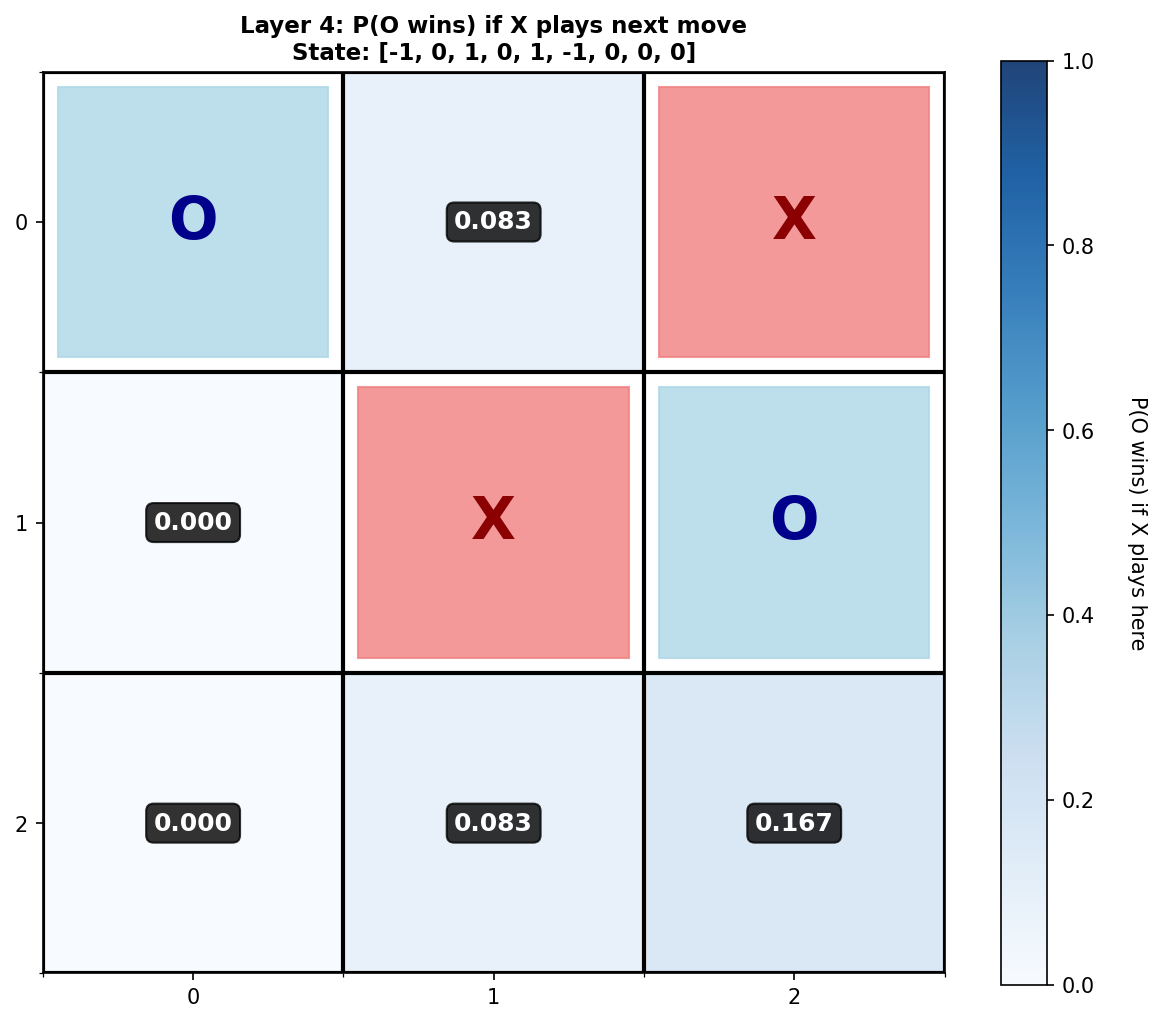 Layer 4: P(O wins) if X plays next move
State: [-1, 0, 1, 0, 1, -1, 0, 0, 0]
0
O
0.083
X
1
0.000
X
O
2
0.000
0.083
0.167
0
1
2
1.0
0.8
0.6
0.4
0.2
0.0
P(O wins) if X plays here